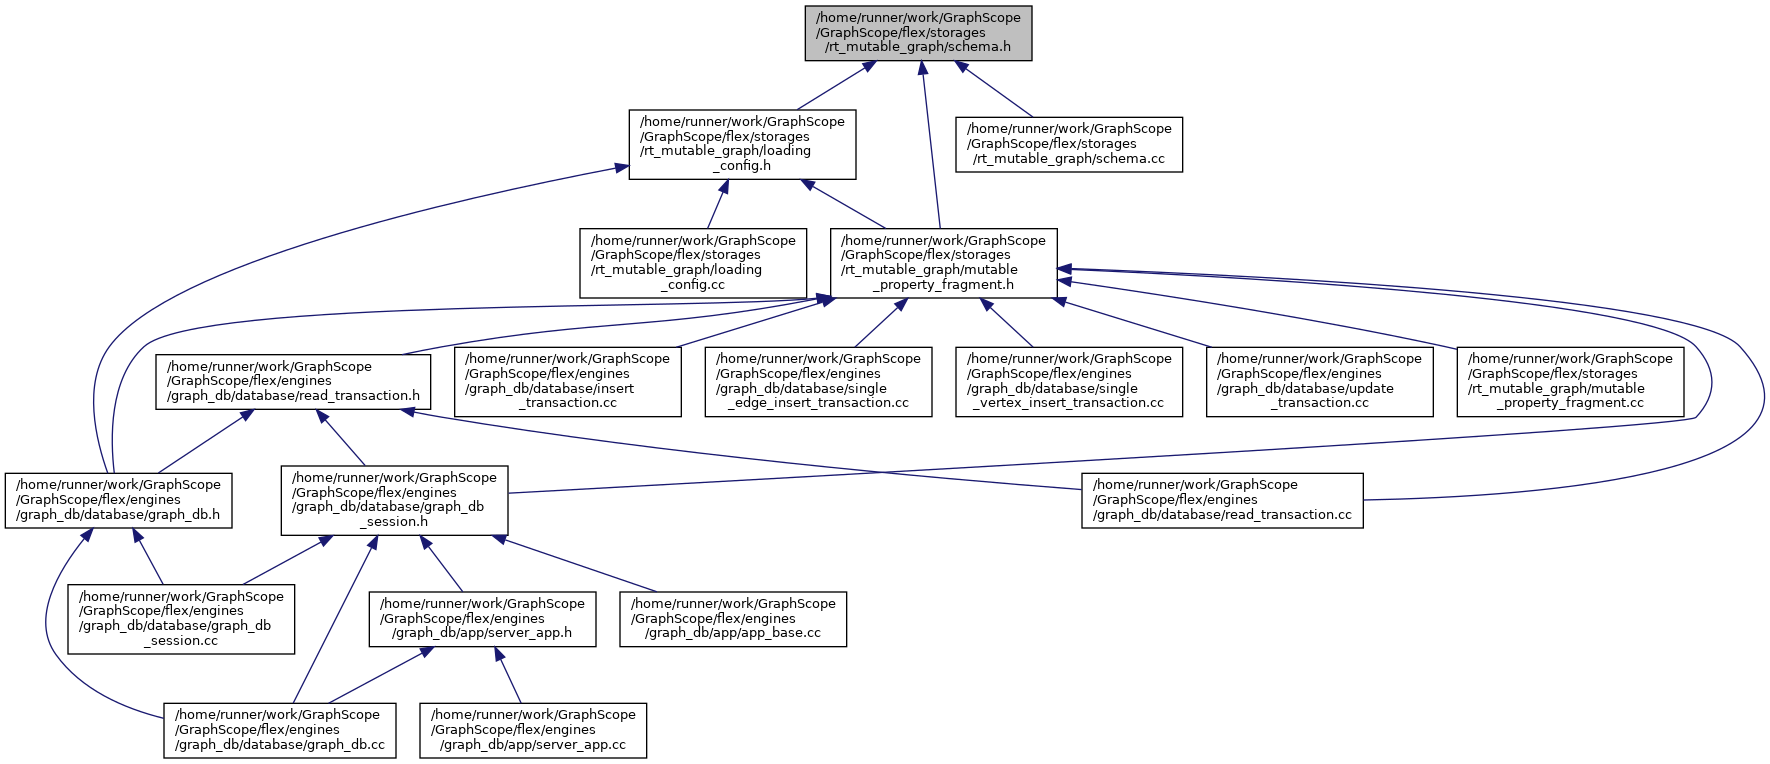 /home/runner/work/GraphScope
/GraphScope/flex/storages
/rt_mutable_graph/schema.h
/home/runner/work/GraphScope
/GraphScope/flex/storages
/rt_mutable_graph/loading
_config.h
/home/runner/work/GraphScope
/GraphScope/flex/storages
/rt_mutable_graph/schema.cc
/home/runner/work/GraphScope
/GraphScope/flex/storages
/rt_mutable_graph/loading
_config.cc
/home/runner/work/GraphScope
/GraphScope/flex/storages
/rt_mutable_graph/mutable
_property_fragment.h
/home/runner/work/GraphScope
/GraphScope/flex/engines
/graph_db/database/read_transaction.h
/home/runner/work/GraphScope
/GraphScope/flex/engines
/graph_db/database/insert
_transaction.cc
/home/runner/work/GraphScope
/GraphScope/flex/engines
/graph_db/database/single
_edge_insert_transaction.cc
/home/runner/work/GraphScope
/GraphScope/flex/engines
/graph_db/database/single
_vertex_insert_transaction.cc
/home/runner/work/GraphScope
/GraphScope/flex/engines
/graph_db/database/update
_transaction.cc
/home/runner/work/GraphScope
/GraphScope/flex/storages
/rt_mutable_graph/mutable
_property_fragment.cc
/home/runner/work/GraphScope
/GraphScope/flex/engines
/graph_db/database/graph_db.h
/home/runner/work/GraphScope
/GraphScope/flex/engines
/graph_db/database/graph_db
_session.h
/home/runner/work/GraphScope
/GraphScope/flex/engines
/graph_db/database/read_transaction.cc
/home/runner/work/GraphScope
/GraphScope/flex/engines
/graph_db/database/graph_db
_session.cc
/home/runner/work/GraphScope
/GraphScope/flex/engines
/graph_db/app/server_app.h
/home/runner/work/GraphScope
/GraphScope/flex/engines
/graph_db/app/app_base.cc
/home/runner/work/GraphScope
/GraphScope/flex/engines
/graph_db/database/graph_db.cc
/home/runner/work/GraphScope
/GraphScope/flex/engines
/graph_db/app/server_app.cc